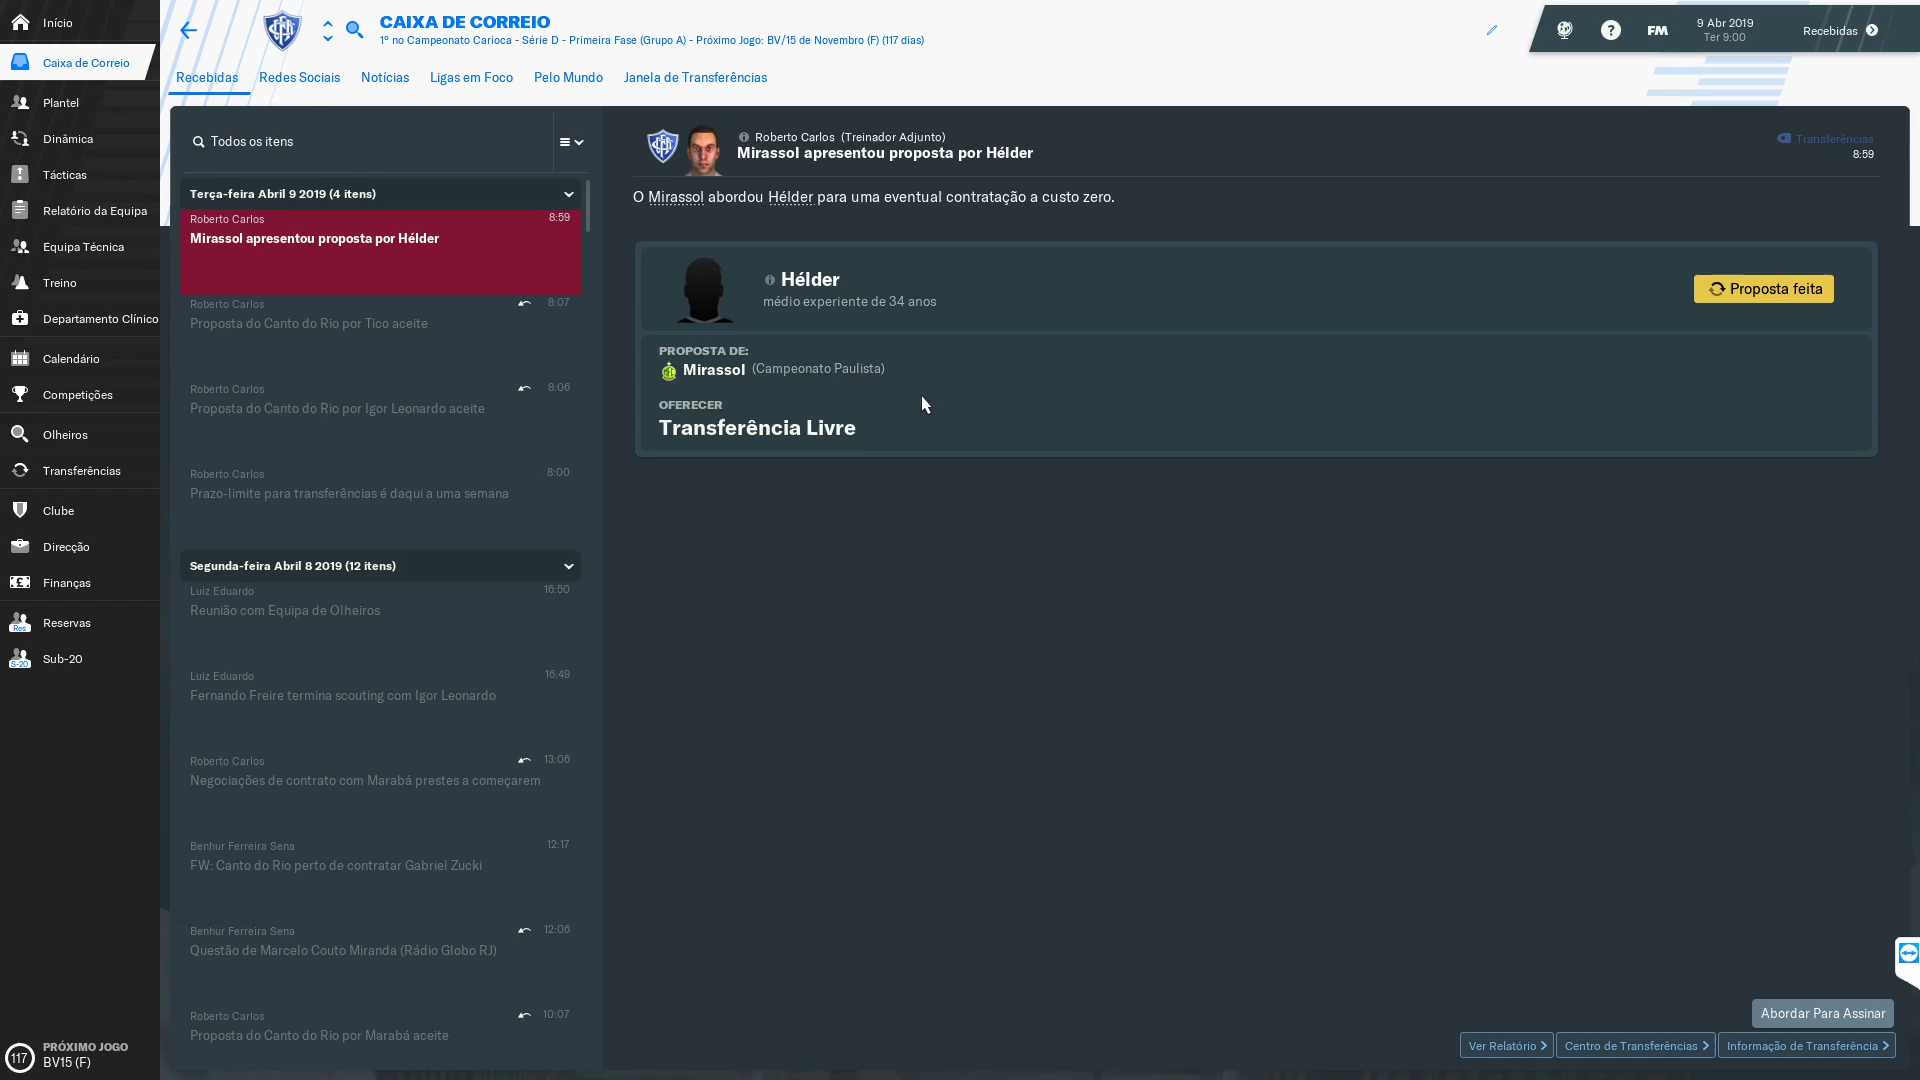 Início
Caixa de Correio
Plantel
Dinâmica
Tácticas
Relatório da Equipa
Equipa Técnica
Treino
Departamento Clínico
Calendário
Competições
Olheiros
Transferências
Clube
Direcção
Finanças
Res
Reservas
S-20
Sub-20
117
PRÓXIMO JOGO
BV15 (F)
CAIXA DE CORREIO
1º no Campeonato Carioca - Série D - Primeira Fase (Grupo A) - Próximo Jogo: BV/15 de Novembro (F) (117 dias)
? FM
9 Abr 2019
Ter 9:00
Recebidas
Recebidas Redes Sociais Notícias Ligas em Foco Pelo Mundo Janela de Transferências
Todos os itens
Terça-feira Abril 9 2019 (4 itens)
Roberto Carlos 8:59
Mirassol apresentou proposta por Hélder
Roberto Carlos 8:07
Proposta do Canto do Rio por Tico aceite
Roberto Carlos 8:06
Proposta do Canto do Rio por Igor Leonardo aceite
Roberto Carlos 8:00
Prazo-limite para transferências é daqui a uma semana
Segunda-feira Abril 8 2019 (12 itens)
Luiz Eduardo 16:50
Reunião com Equipa de Olheiros
Luiz Eduardo 16:49
Fernando Freire termina scouting com Igor Leonardo
Roberto Carlos 13:06
Negociações de contrato com Marabá prestes a começarem
Benhur Ferreira Sena 12:17
FW: Canto do Rio perto de contratar Gabriel Zucki
Benhur Ferreira Sena 12:06
Questão de Marcelo Couto Miranda (Rádio Globo RJ)
Roberto Carlos 10:07
Proposta do Canto do Rio por Marabá aceite
Roberto Carlos (Treinador Adjunto)
Mirassol apresentou proposta por Hélder
Transferências
8:59
O Mirassol abordou Hélder para uma eventual contratação a custo zero.
Hélder
médio experiente de 34 anos
Proposta feita
PROPOSTA DE:
Mirassol (Campeonato Paulista)
OFERECER
Transferência Livre
Abordar Para Assinar
Ver Relatório
Centro de Transferências
Informação de Transferência